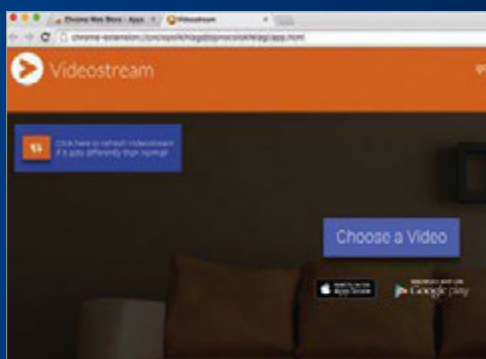 Chrome Web Store - Apps
Videostream
Videostream
Click here to refresh Videostream
if it acts differently than normal!
Choose a Video
App Store
Google play